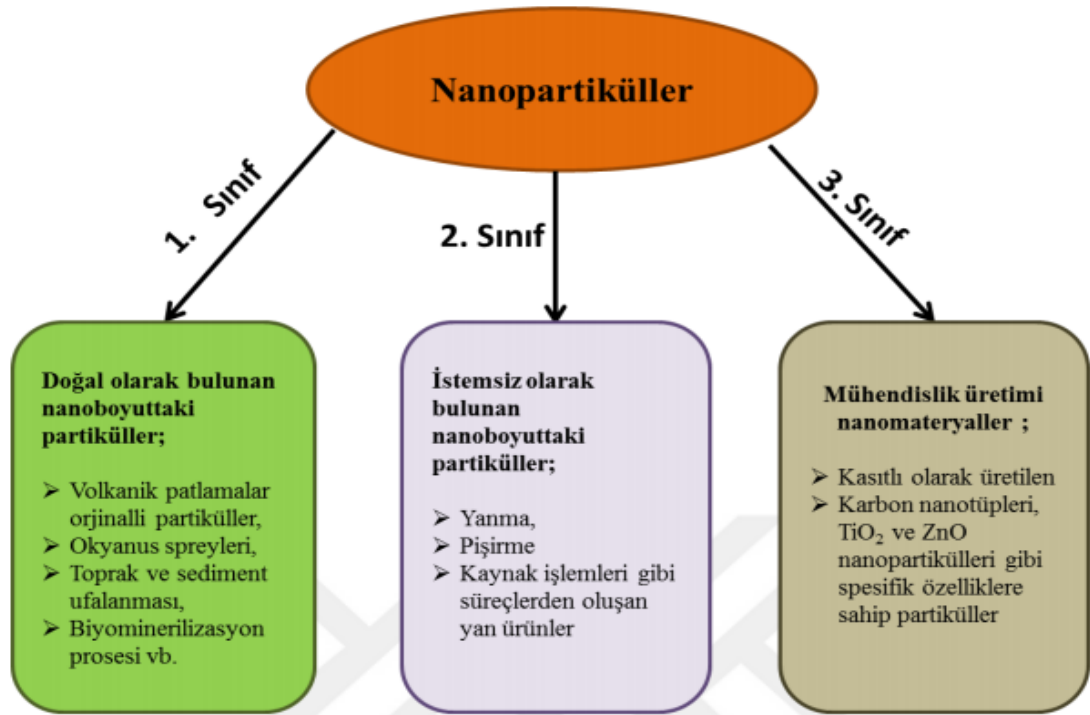 Nanopartiküller
1. Sınıf
2. Sınıf
3. Sınıf
Doğal olarak bulunan
nanoboyuttaki
partiküller;
➢ Volkanik patlamalar
orjinalli partiküller,
➢ Okyanus spreyleri,
➢ Toprak ve sediment
ufalanması,
➢ Biyominerilizasyon
prosesi vb.
İstemsiz olarak
bulunan
nanoboyuttaki
partiküller;
➢ Yanma,
➢ Pişirme
➢ Kaynak işlemleri gibi
süreçlerden oluşan
yan ürünler
Mühendislik üretimi
nanomateryaller ;
➢ Kasıtlı olarak üretilen
➢ Karbon nanotüpleri,
TiO₂ ve ZnO
nanopartikülleri gibi
spesifik özelliklere
sahip partiküller